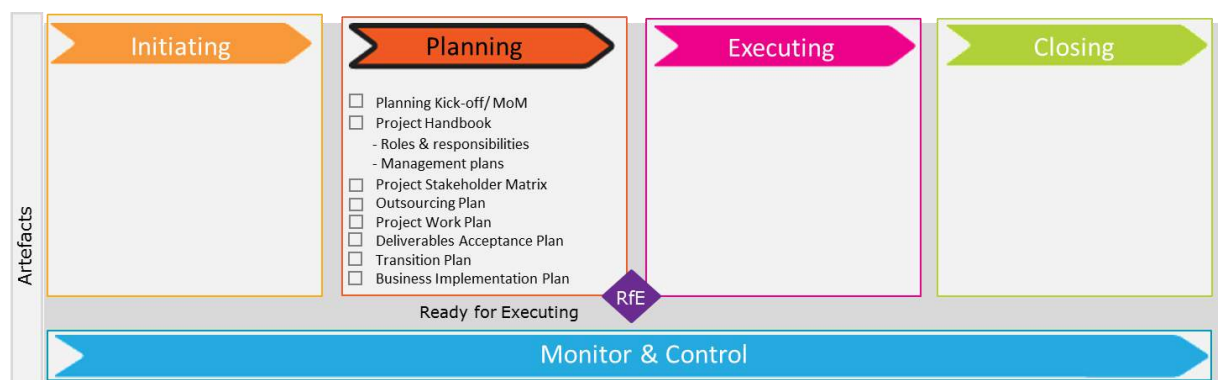 Artefacts
Initiating
Planning
Executing
Closing
Planning Kick-off/ MoM
Project Handbook
- Roles & responsibilities
- Management plans
Project Stakeholder Matrix
Outsourcing Plan
Project Work Plan
Deliverables Acceptance Plan
Transition Plan
Business Implementation Plan
RfE
Ready for Executing
Monitor & Control